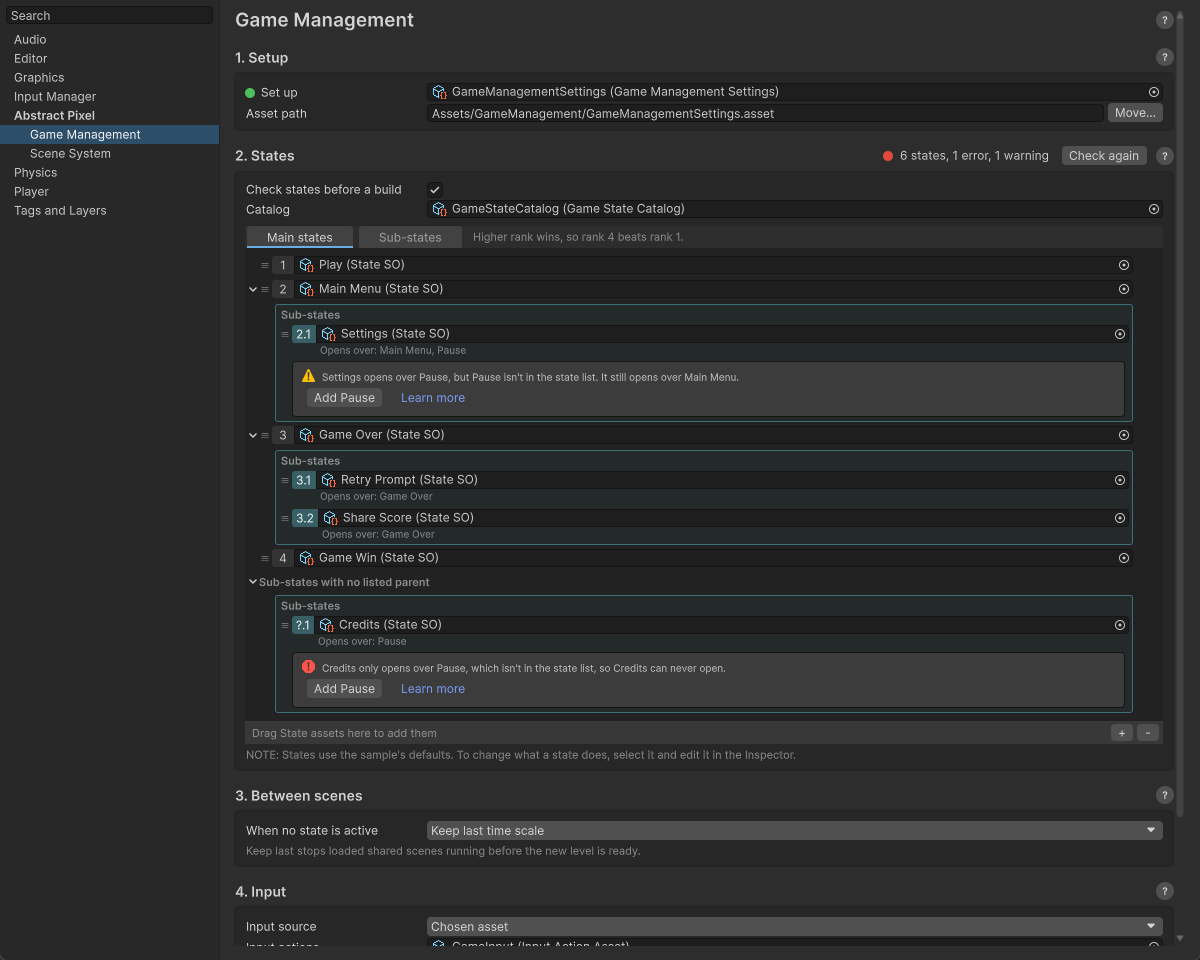 Search
Audio
Editor
Graphics
Input Manager
Abstract Pixel
Game Management
Scene System
Physics
Player
Tags and Layers
Game Management
?
1. Setup
?
Set up
GameManagementSettings (Game Management Settings)
Asset path
Assets/GameManagement/GameManagementSettings.asset
Move...
2. States
6 states, 1 error, 1 warning
Check again
?
Check states before a build
Catalog
GameStateCatalog (Game State Catalog)
Main states
Sub-states
Higher rank wins, so rank 4 beats rank 1.
1 Play (State SO)
2 Main Menu (State SO)
Sub-states
2.1 Settings (State SO)
Opens over: Main Menu, Pause
Settings opens over Pause, but Pause isn't in the state list. It still opens over Main Menu.
Add Pause
Learn more
3 Game Over (State SO)
Sub-states
3.1 Retry Prompt (State SO)
Opens over: Game Over
3.2 Share Score (State SO)
Opens over: Game Over
4 Game Win (State SO)
Sub-states with no listed parent
Sub-states
?.1 Credits (State SO)
Opens over: Pause
Credits only opens over Pause, which isn't in the state list, so Credits can never open.
Add Pause
Learn more
Drag State assets here to add them
+ -
NOTE: States use the sample's defaults. To change what a state does, select it and edit it in the Inspector.
3. Between scenes
?
When no state is active
Keep last time scale
Keep last stops loaded shared scenes running before the new level is ready.
4. Input
?
Input source
Chosen asset
Input actions
GameInput (Input Action Asset)